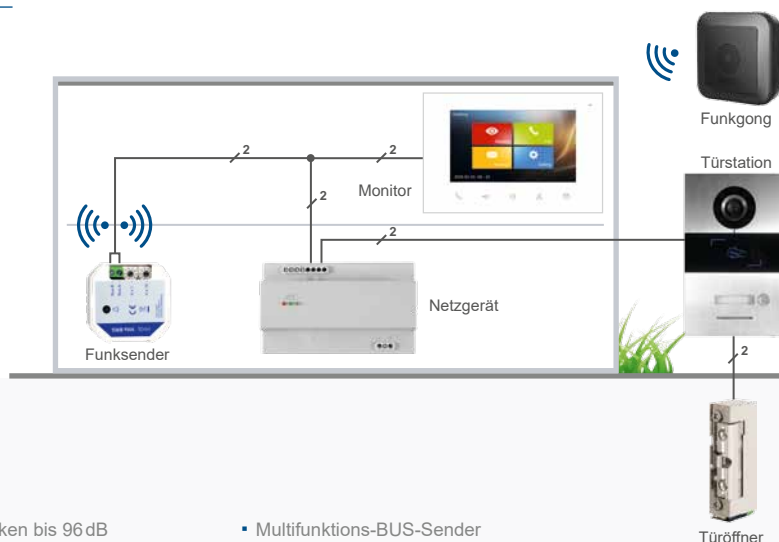 Funkgong
Türstation
2
2
2
Monitor
2
Netzgerät
Funksender
2
ken bis 96 dB
▪ Multifunktions-BUS-Sender
Türöffner